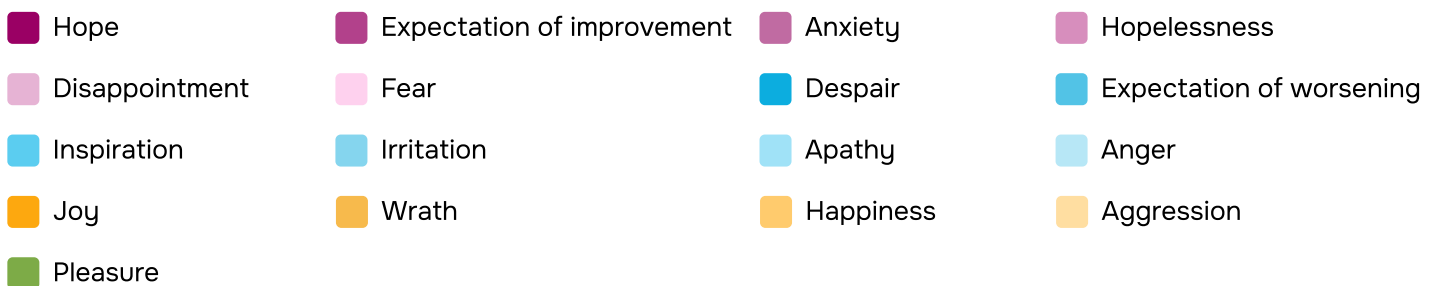 Hope Expectation of improvement Anxiety Hopelessness
Disappointment Fear Despair Expectation of worsening
Inspiration Irritation Apathy Anger
Joy Wrath Happiness Aggression
Pleasure